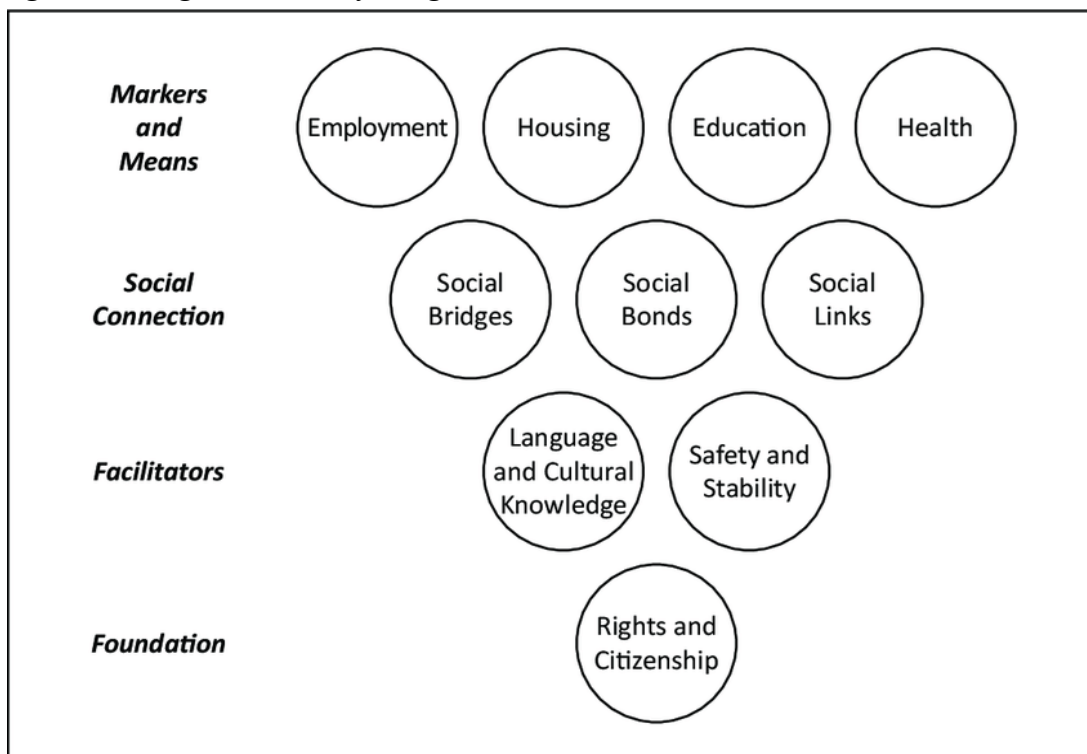 Markers
and
Means
Employment
Housing
Education
Health
Social
Connection
Social
Bridges
Social
Bonds
Social
Links
Facilitators
Language
and Cultural
Knowledge
Safety and
Stability
Foundation
Rights and
Citizenship